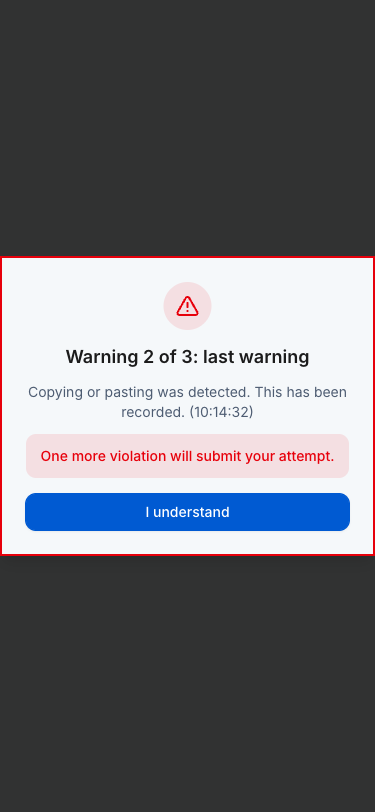 Warning 2 of 3: last warning
Copying or pasting was detected. This has been
recorded. (10:14:32)
One more violation will submit your attempt.
I understand